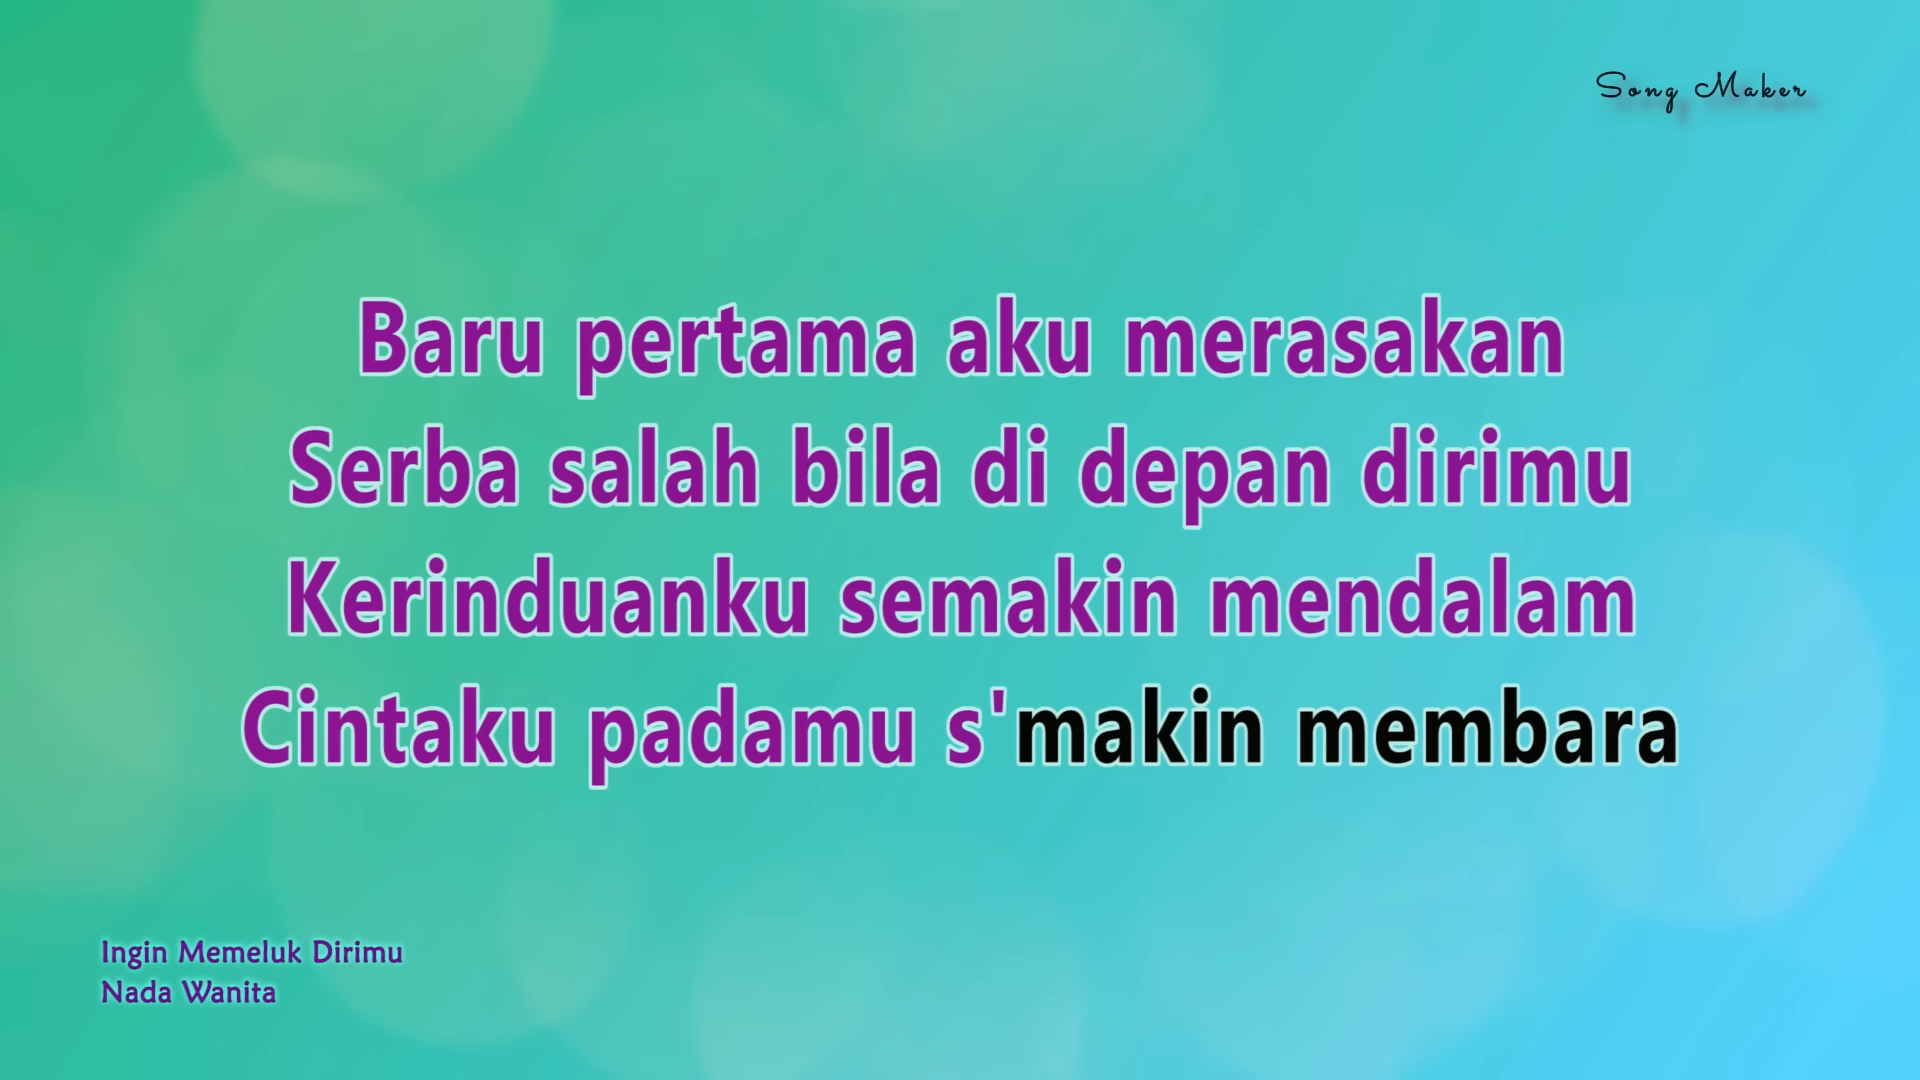 Song Maker
Baru pertama aku merasakan
Serba salah bila di depan dirimu
Kerinduanku semakin mendalam
Cintaku padamu s'makin membara
Ingin Memeluk Dirimu
Nada Wanita